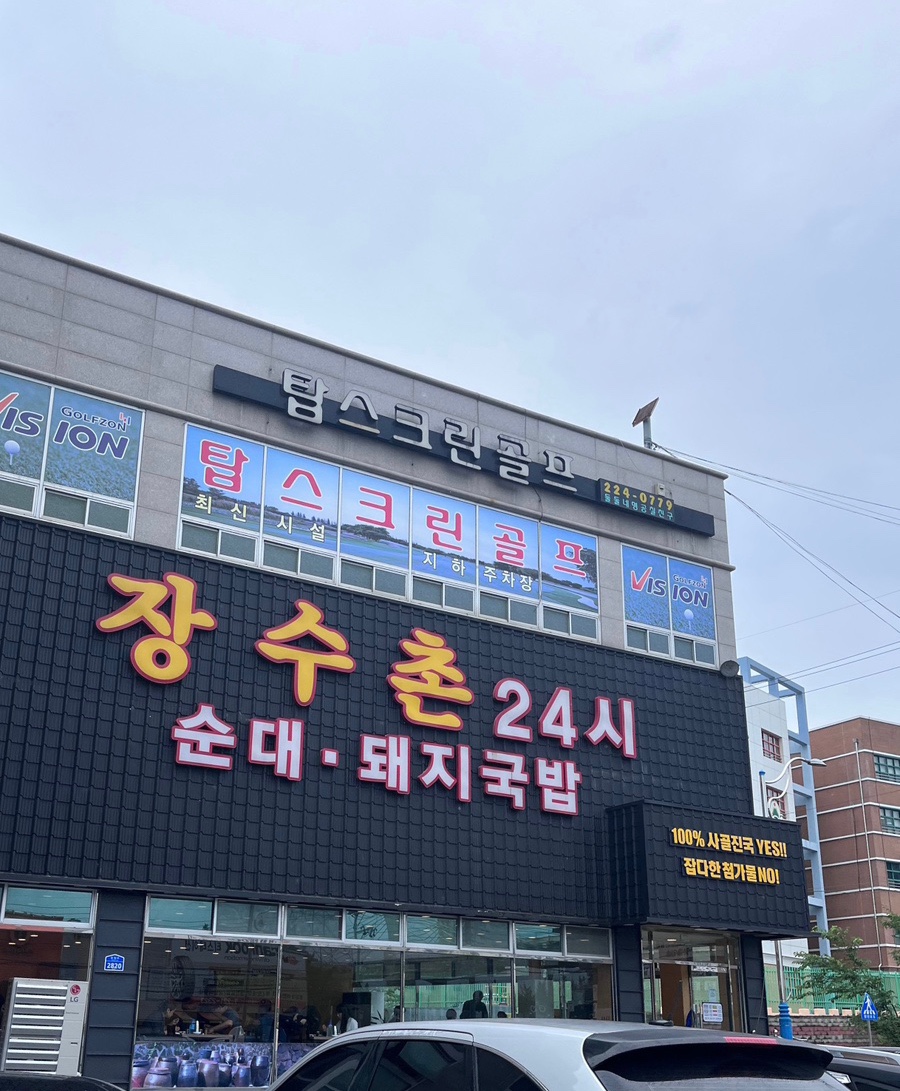 탑스크린골프
224-0779
VISION
GOLFZON
탑스크린골프
최신시설
지하주차장
VISION
GOLFZON
장수촌 24시
순대·돼지국밥
100% 사골진국 YES!!
잡다한 첨가물 NO!
2820
LG